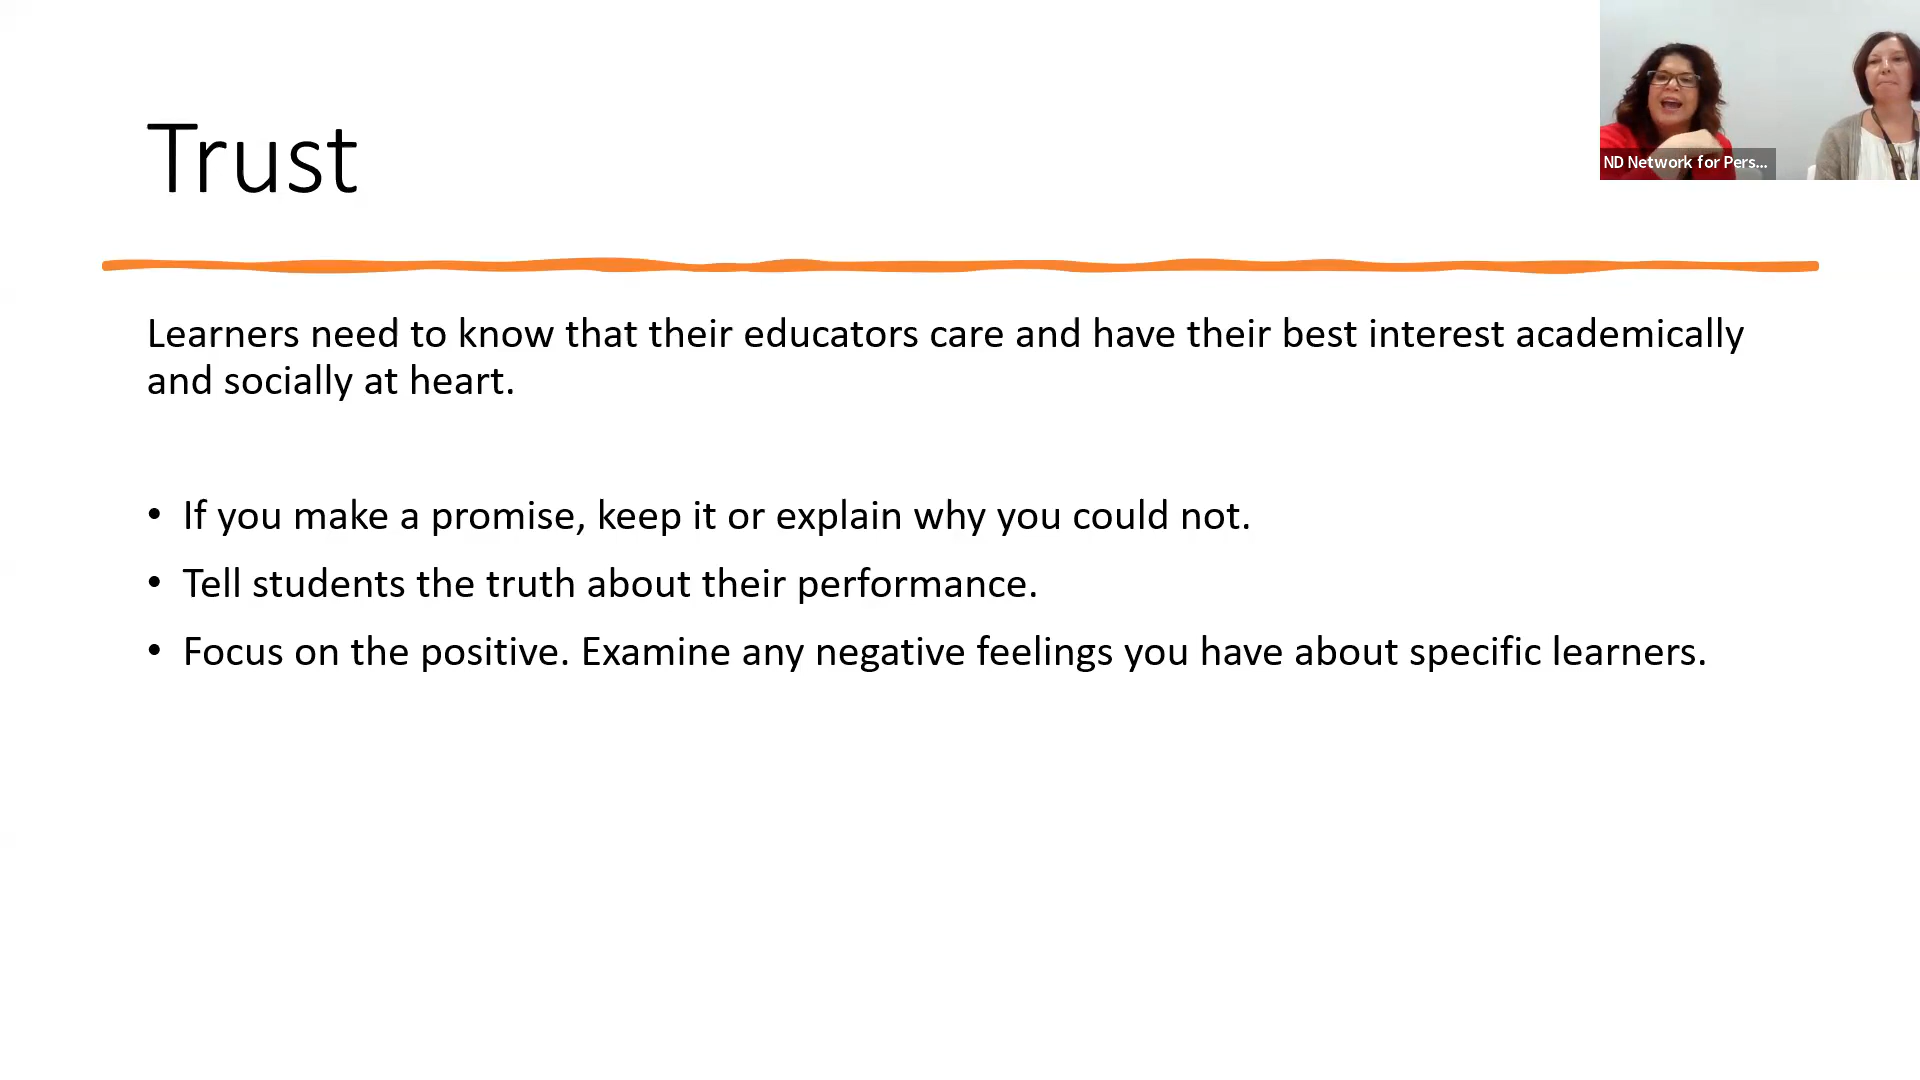 Trust
ND Network for Pers...
Learners need to know that their educators care and have their best interest academically
and socially at heart.
• If you make a promise, keep it or explain why you could not.
• Tell students the truth about their performance.
• Focus on the positive. Examine any negative feelings you have about specific learners.